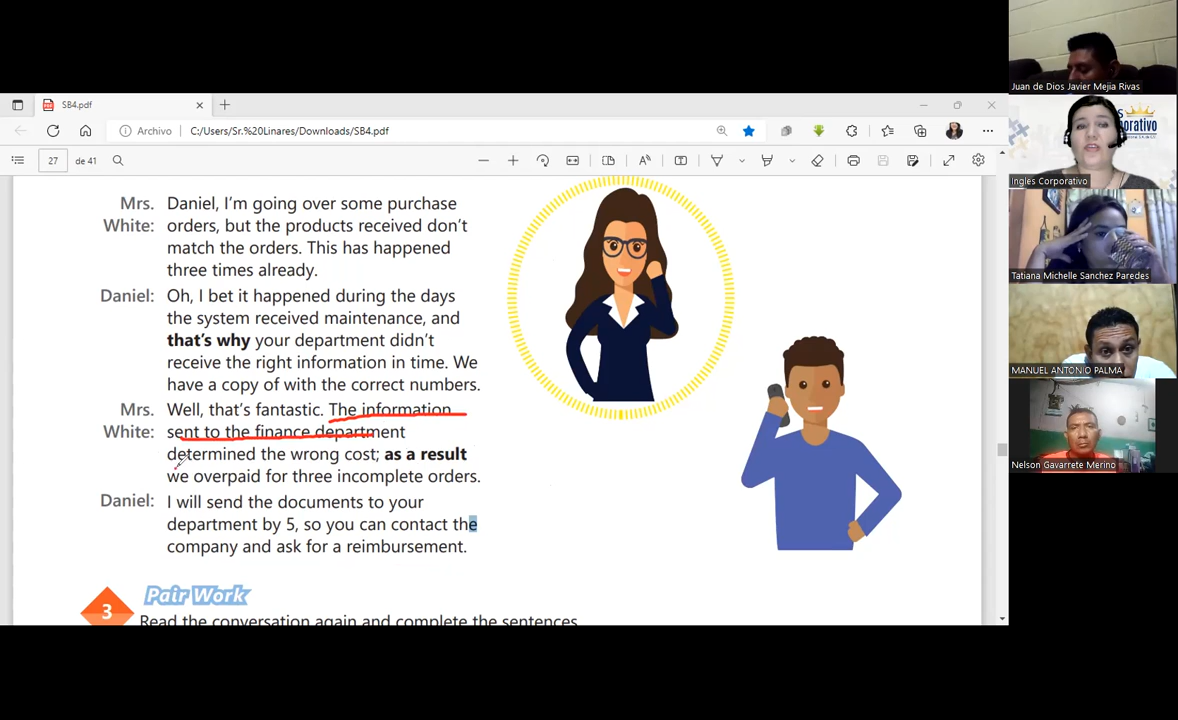 SB4.pdf
Archivo
C:/Users/Sr.%20Linares/Downloads/SB4.pdf
27
de 41
Mrs. Daniel, I'm going over some purchase
White: orders, but the products received don't
match the orders. This has happened
three times already.
Daniel: Oh, I bet it happened during the days
the system received maintenance, and
that's why your department didn't
receive the right information in time. We
have a copy of with the correct numbers.
Mrs. Well, that's fantastic. The information
White: sent to the finance department
determined the wrong cost; as a result
we overpaid for three incomplete orders.
Daniel: I will send the documents to your
department by 5, so you can contact the
company and ask for a reimbursement.
3
Pair Work
Read the conversation again and complete the sentences
Juan de Dios Javier Mejia Rivas
Ingles Corporativo
Tatiana Michelle Sanchez Paredes
MANUEL ANTONIO PALMA
Nelson Gavarrete Merino